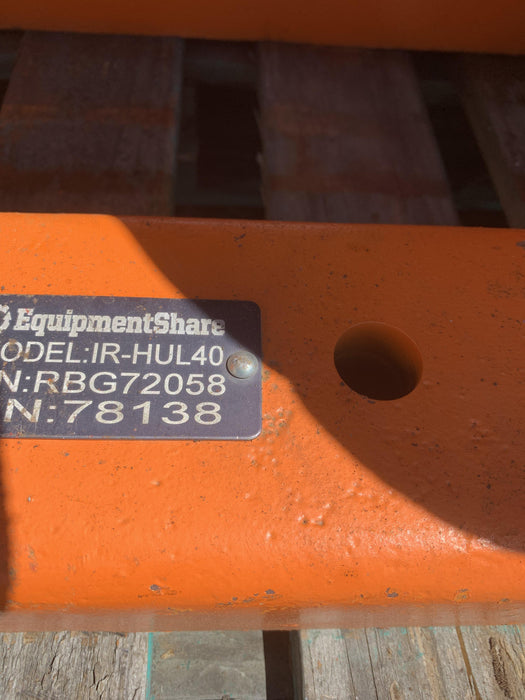 EquipmentShare
ODEL:IR-HUL40
N:RBG72058
N:78138